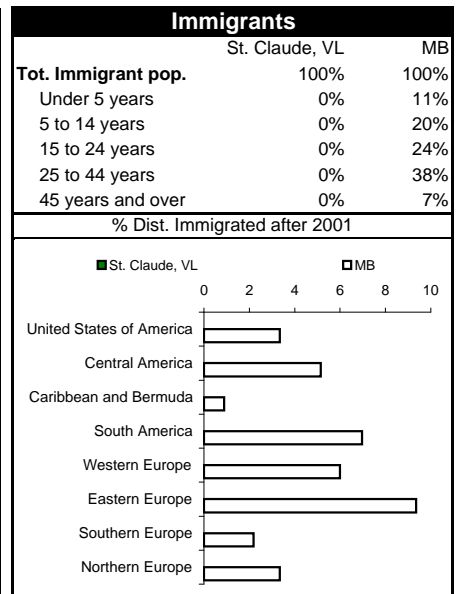 Immigrants
St. Claude, VL MB
Tot. Immigrant pop. 100% 100%
Under 5 years 0% 11%
5 to 14 years 0% 20%
15 to 24 years 0% 24%
25 to 44 years 0% 38%
45 years and over 0% 7%
% Dist. Immigrated after 2001
St. Claude, VL MB
0 2 4 6 8 10
United States of America
Central America
Caribbean and Bermuda
South America
Western Europe
Eastern Europe
Southern Europe
Northern Europe